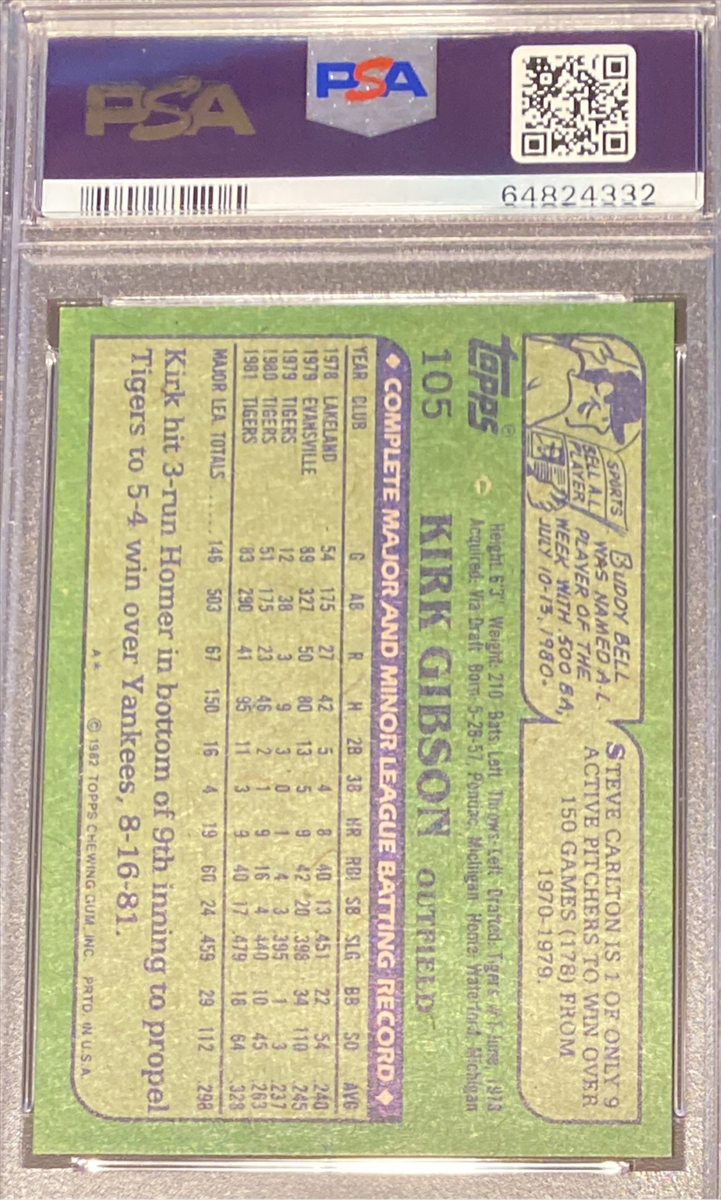 PSA
PSA
64824332
SPORTS
BELL A.L.
PLAYER
BUDDY BELL
WAS NAMED A.L
PLAYER OF THE
WEEK WITH 500 BA,
JULY 10-13, 1980.
STEVE CARLTON IS 1 OF ONLY 9
ACTIVE PITCHERS TO WIN OVER
150 GAMES (178) FROM
1970-1979.
TOPPS®
105 KIRK GIBSON OUTFIELD
Height: 6'3" Weight: 210 Bats: Left Throws: Left Drafted: Tigers #1-June, 1978
Acquired: Via Draft Born: 5-28-57, Pontiac, Michigan Home: Waterford, Michigan
COMPLETE MAJOR AND MINOR LEAGUE BATTING RECORD
YEAR CLUB G AB R H 2B 3B HR RBI SB SLG BB SO AVG
1978 LAKELAND 54 175 27 42 5 4 8 40 13 .451 22 54 .240
1979 EVANSVILLE 89 327 50 80 13 5 9 42 20 .398 34 110 .245
1979 TIGERS 12 38 3 9 3 0 1 4 3 .395 1 3 .237
1980 TIGERS 51 175 23 46 2 1 9 16 4 .440 10 45 .263
1981 TIGERS 83 290 41 95 11 3 9 40 17 .479 18 64 .328
MAJOR LEA. TOTALS ...... 146 503 67 150 16 4 19 60 24 .459 29 112 .298
Kirk hit 3-run Homer in bottom of 9th inning to propel
Tigers to 5-4 win over Yankees, 8-16-81.
A* © 1982 TOPPS CHEWING GUM, INC. PRTD. IN U.S.A.